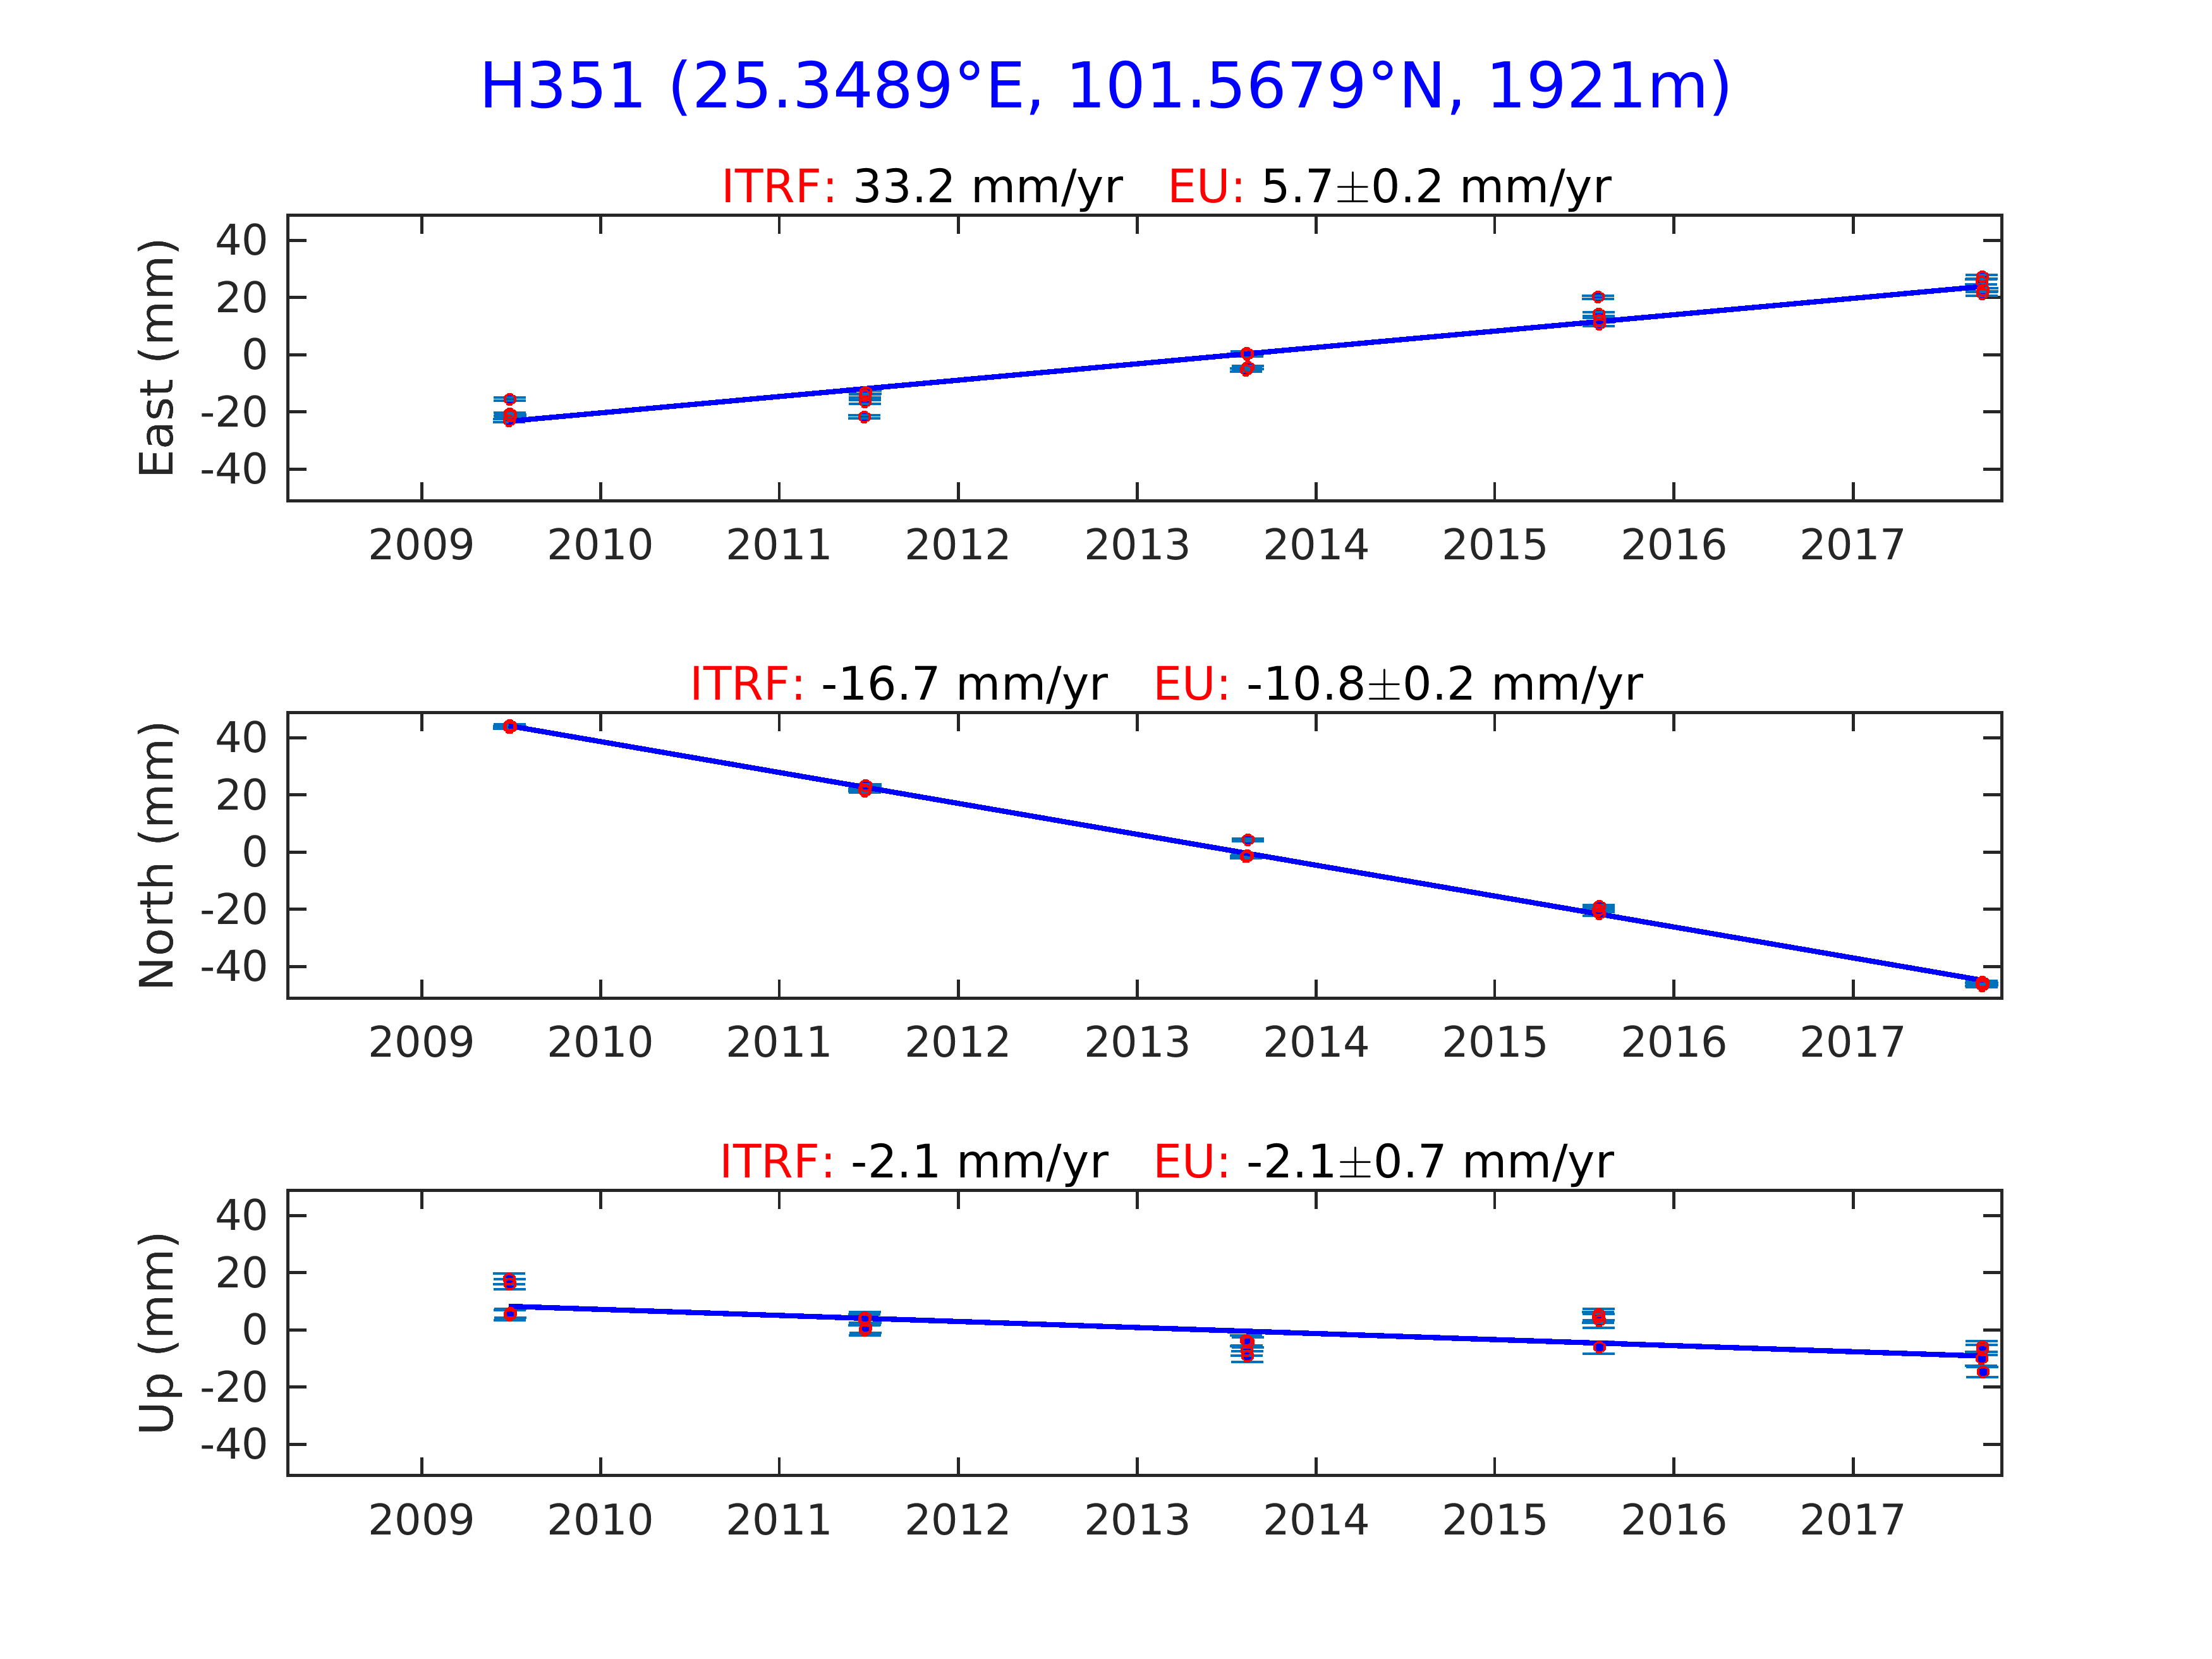 H351 (25.3489°E, 101.5679°N, 1921m)
ITRF: 33.2 mm/yr EU: 5.7±0.2 mm/yr
East (mm)
40
20
0
-20
-40
2009 2010 2011 2012 2013 2014 2015 2016 2017
ITRF: -16.7 mm/yr EU: -10.8±0.2 mm/yr
North (mm)
40
20
0
-20
-40
2009 2010 2011 2012 2013 2014 2015 2016 2017
ITRF: -2.1 mm/yr EU: -2.1±0.7 mm/yr
Up (mm)
40
20
0
-20
-40
2009 2010 2011 2012 2013 2014 2015 2016 2017